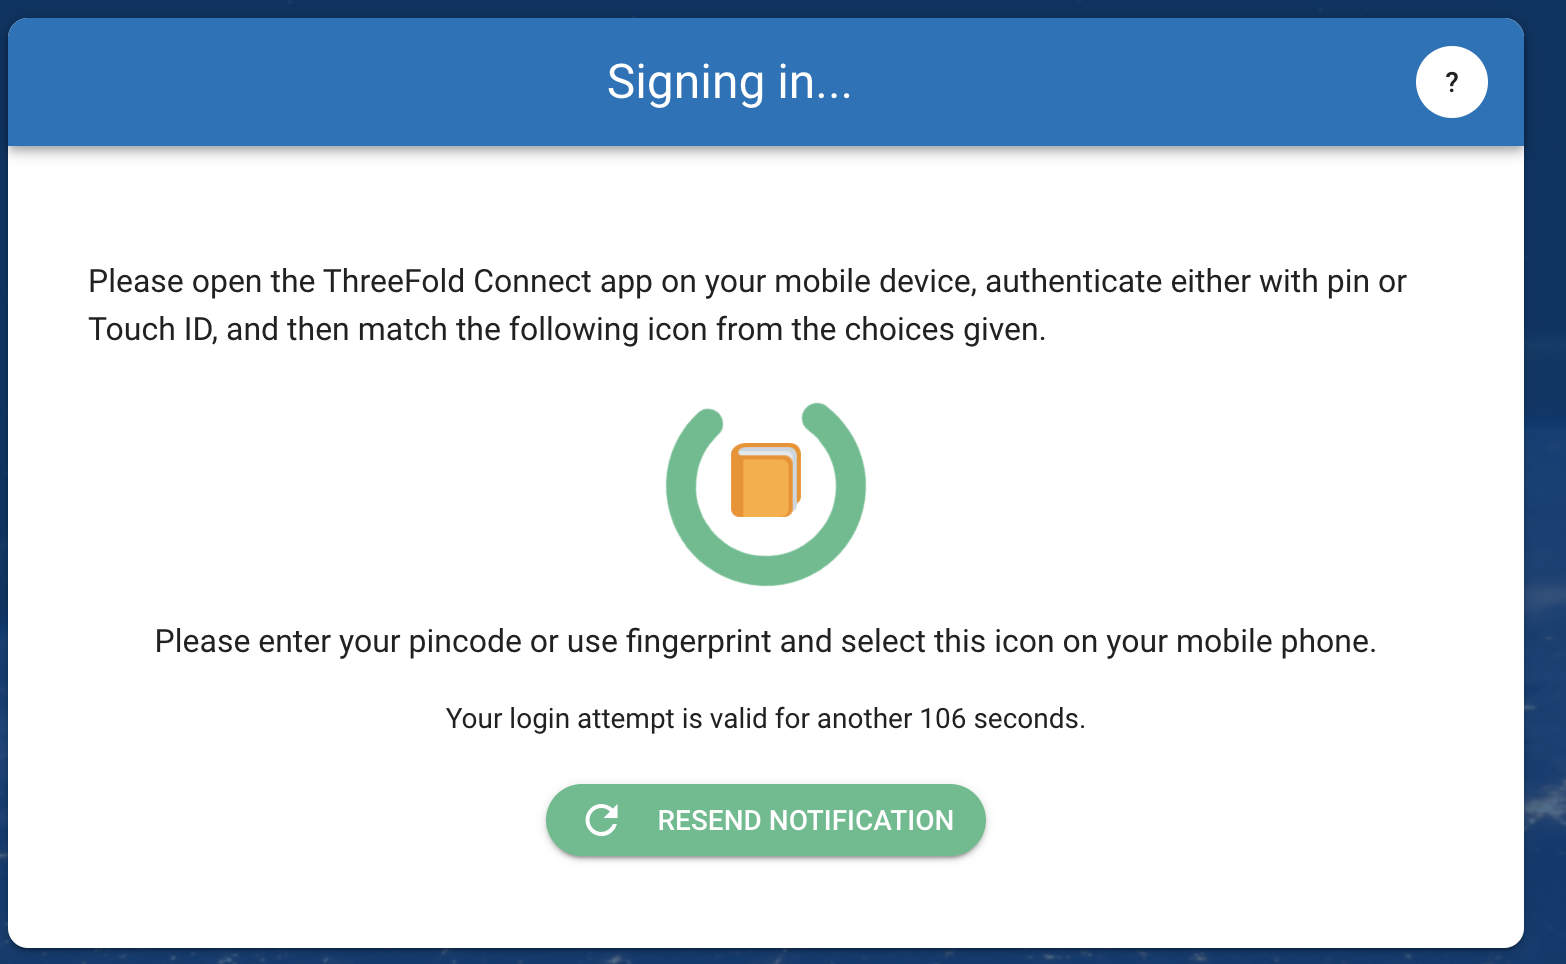 Signing in...
?
Please open the ThreeFold Connect app on your mobile device, authenticate either with pin or
Touch ID, and then match the following icon from the choices given.
Please enter your pincode or use fingerprint and select this icon on your mobile phone.
Your login attempt is valid for another 106 seconds.
RESEND NOTIFICATION